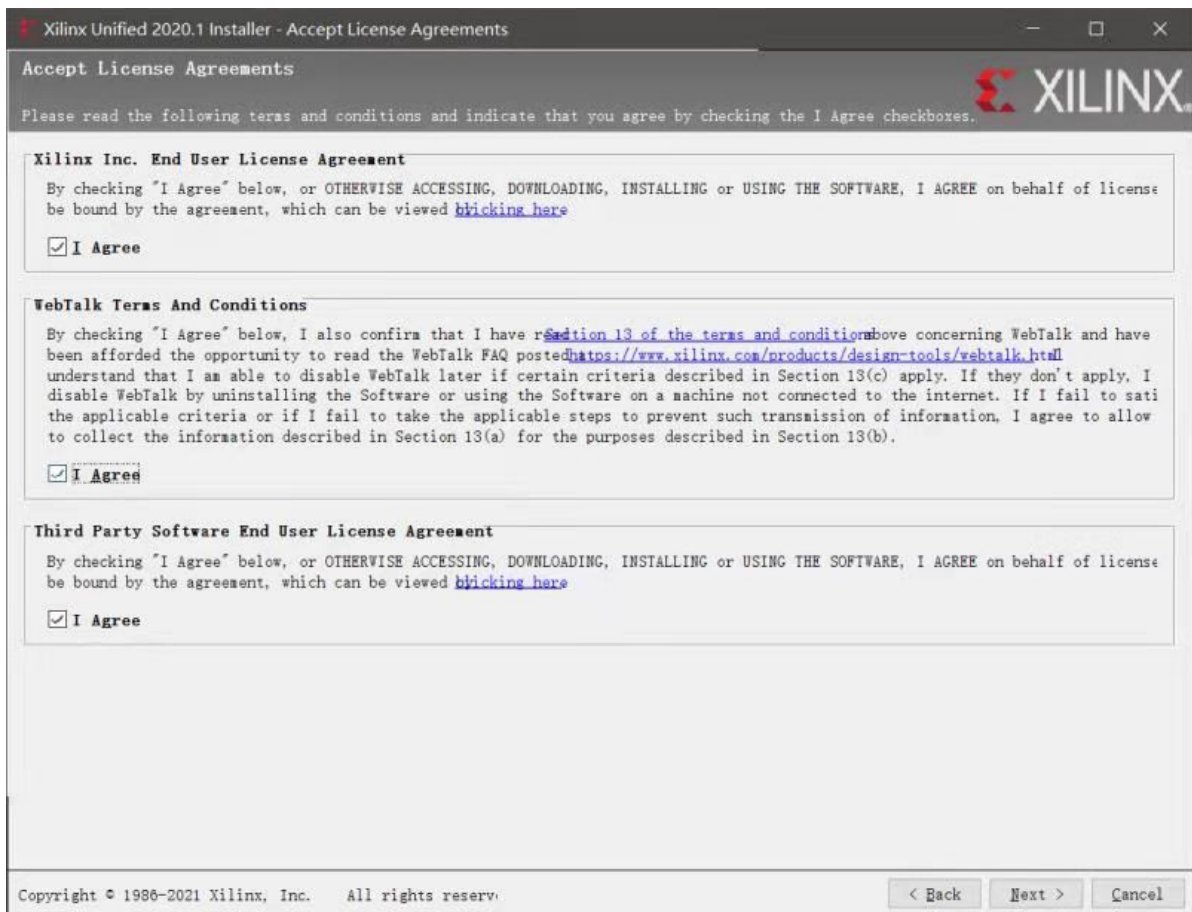 Xilinx Unified 2020.1 Installer - Accept License Agreements
Accept License Agreements
XILINX.
Please read the following terms and conditions and indicate that you agree by checking the I Agree checkboxes.
Xilinx Inc. End User License Agreement
By checking "I Agree" below, or OTHERWISE ACCESSING, DOWNLOADING, INSTALLING or USING THE SOFTWARE, I AGREE on behalf of license
be bound by the agreement, which can be viewed here
I Agree
WebTalk Terms And Conditions
By checking "I Agree" below, I also confirm that I have 13 of the terms and condition above concerning WebTalk and have
been afforded the opportunity to read the WebTalk FAQ posted https://www.xilinx.com/products/design-tools/webtalk.html
understand that I am able to disable WebTalk later if certain criteria described in Section 13(c) apply. If they don't apply, I
disable WebTalk by uninstalling the Software or using the Software on a machine not connected to the internet. If I fail to sati
the applicable criteria or if I fail to take the applicable steps to prevent such transmission of information, I agree to allow
to collect the information described in Section 13(a) for the purposes described in Section 13(b).
I Agree
Third Party Software End User License Agreement
By checking "I Agree" below, or OTHERWISE ACCESSING, DOWNLOADING, INSTALLING or USING THE SOFTWARE, I AGREE on behalf of license
be bound by the agreement, which can be viewed here
I Agree
Copyright © 1986-2021 Xilinx, Inc. All rights reserv
< Back
Next >
Cancel